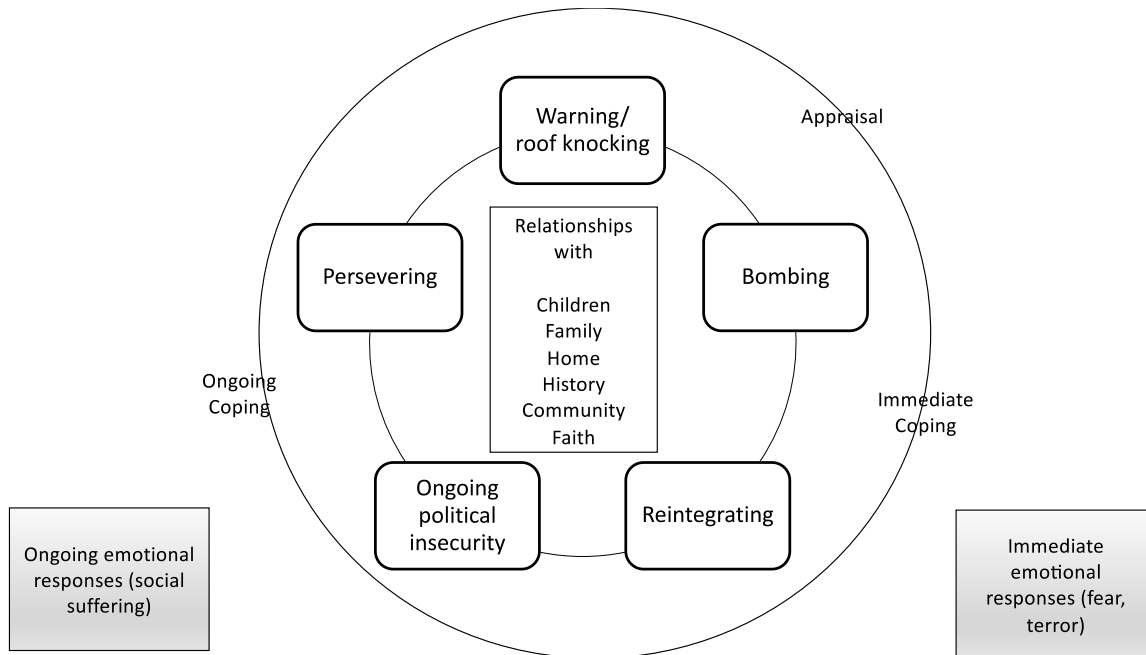 Warning/
roof knocking
Appraisal
Relationships
with
Children
Family
Home
History
Community
Faith
Persevering
Bombing
Ongoing
Coping
Immediate
Coping
Ongoing
political
insecurity
Reintegrating
Ongoing emotional
responses (social
suffering)
Immediate
emotional
responses (fear,
terror)